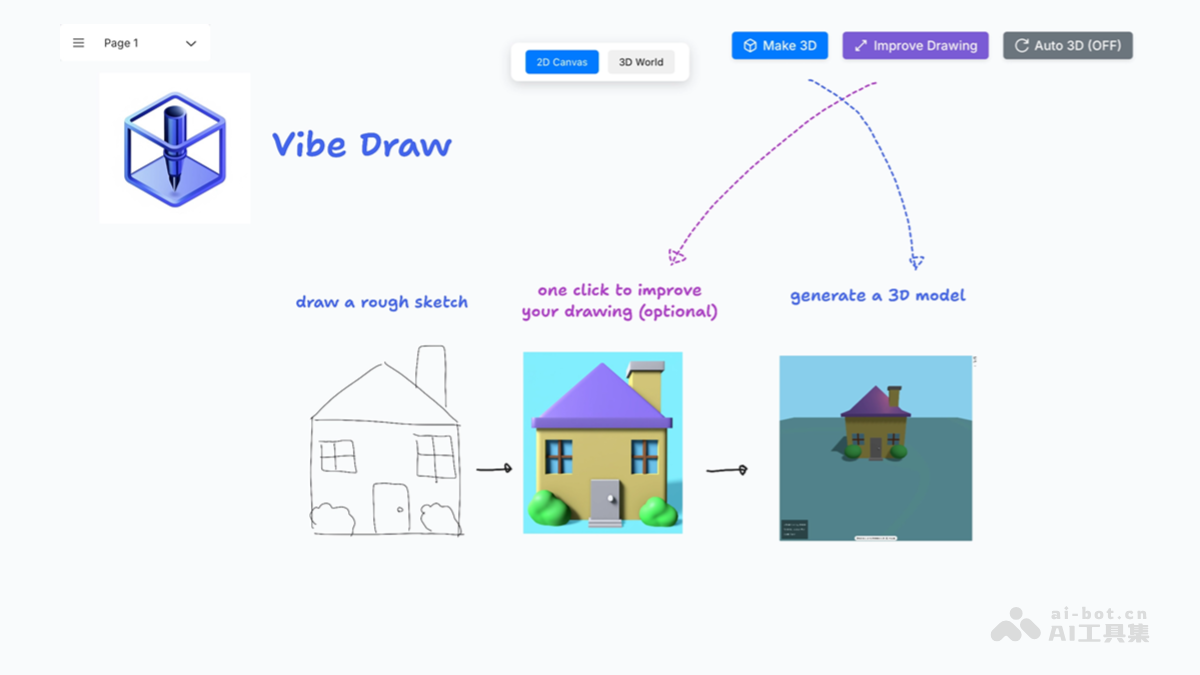 Page 1
2D Canvas
3D World
Make 3D
Improve Drawing
Auto 3D (OFF)
Vibe Draw
draw a rough sketch
one click to improve
your drawing (optional)
generate a 3D model
ai-bot.cn
AI工具集